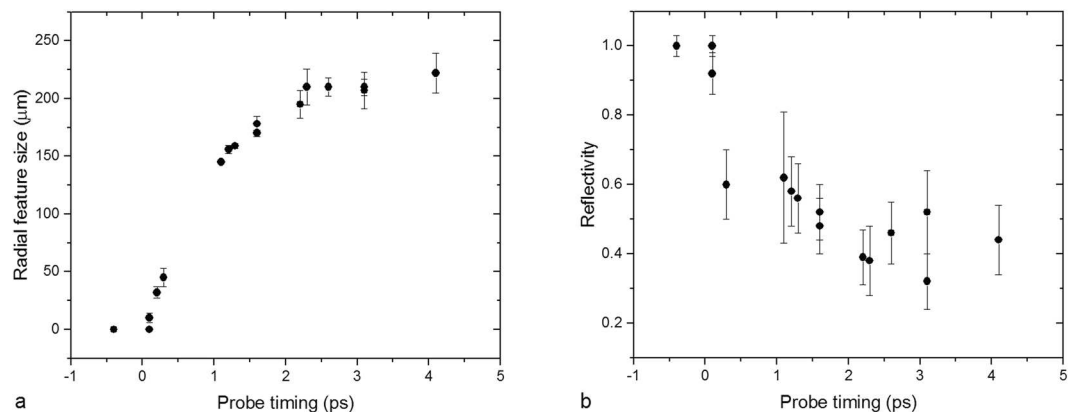 250
200
150
100
50
0
Radial feature size (μm)
-1 0 1 2 3 4 5
a Probe timing (ps)
1.0
0.8
0.6
0.4
0.2
Reflectivity
-1 0 1 2 3 4 5
b Probe timing (ps)